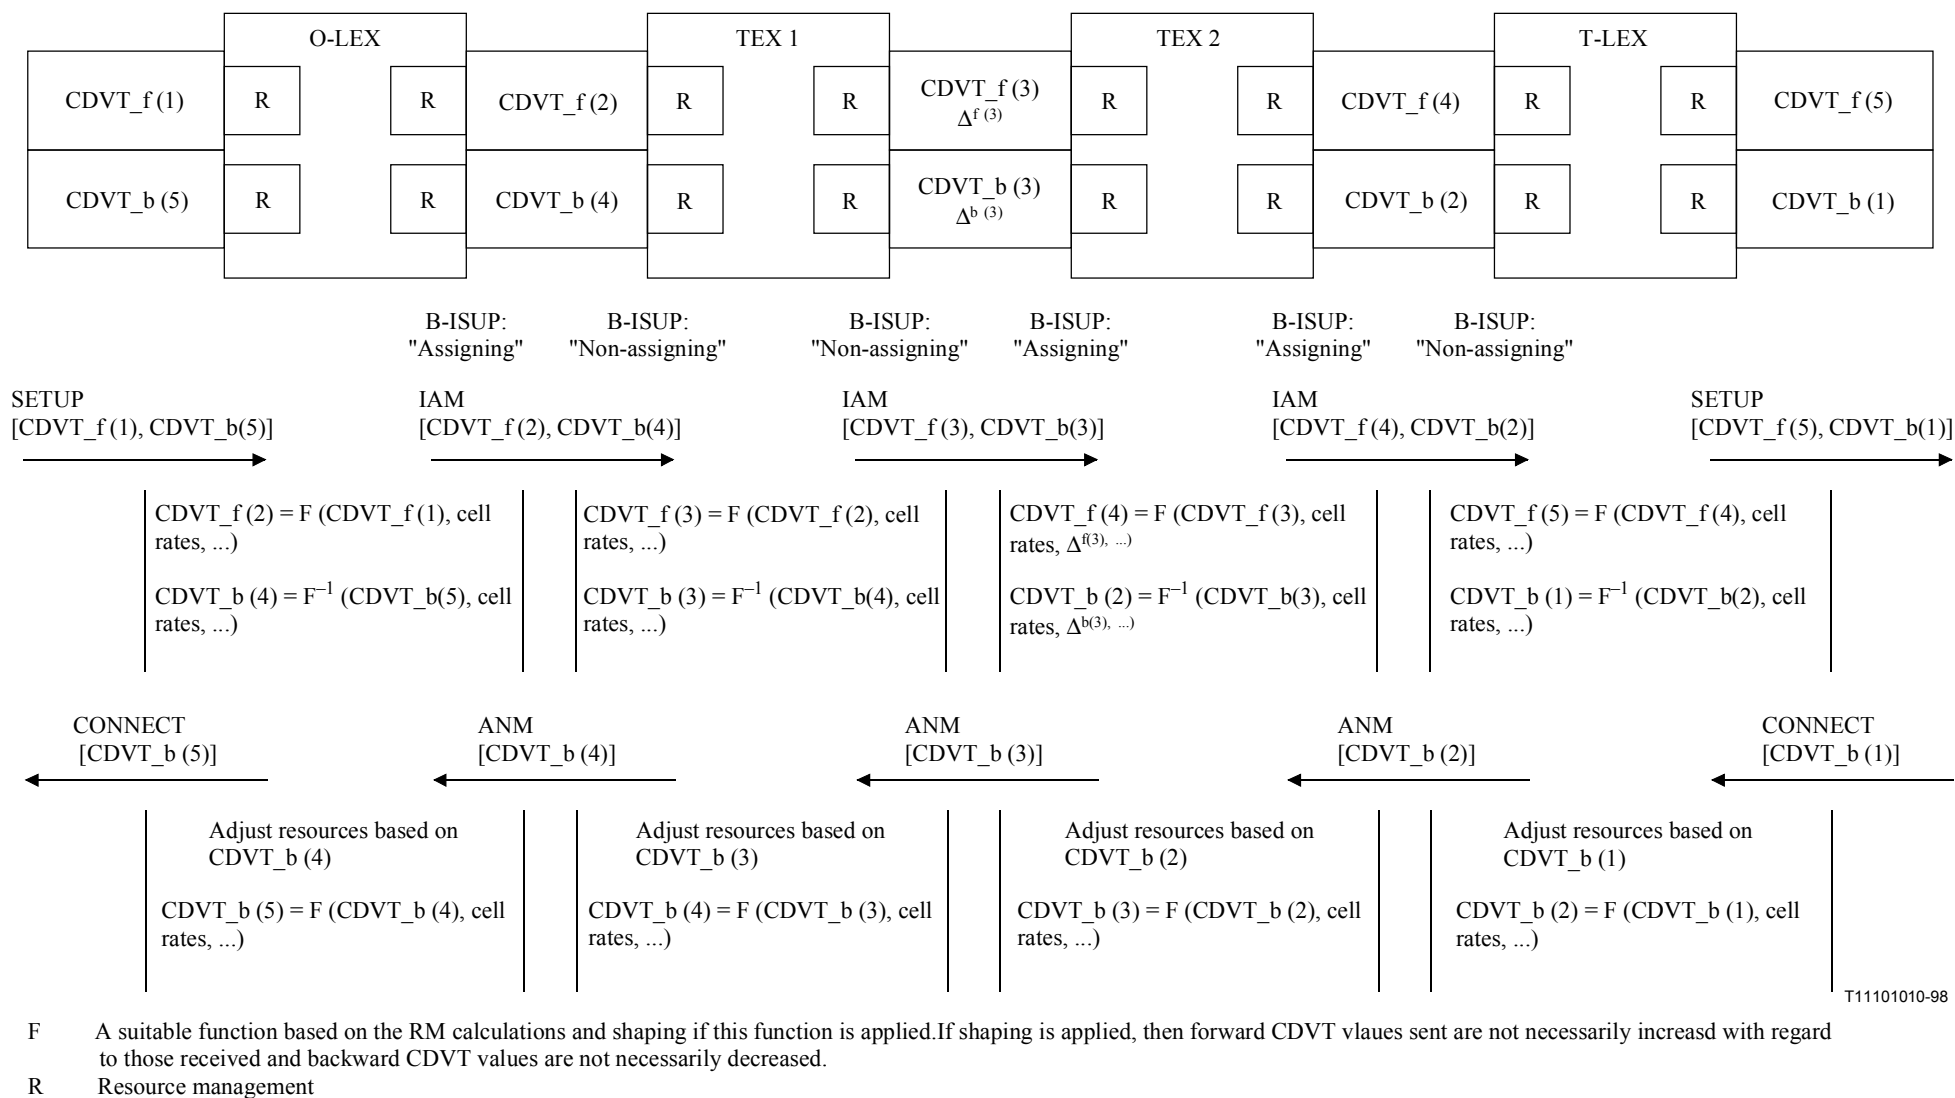 O-LEX
TEX 1
TEX 2
T-LEX
CDVT_f (1)
R
R
CDVT_f (2)
R
R
CDVT_f (3)
Δf (3)
R
R
CDVT_f (4)
R
R
CDVT_f (5)
CDVT_b (5)
R
R
CDVT_b (4)
R
R
CDVT_b (3)
Δb (3)
R
R
CDVT_b (2)
R
R
CDVT_b (1)
B-ISUP:
"Assigning"
B-ISUP:
"Non-assigning"
B-ISUP:
"Non-assigning"
B-ISUP:
"Assigning"
B-ISUP:
"Assigning"
B-ISUP:
"Non-assigning"
SETUP
[CDVT_f (1), CDVT_b(5)]
IAM
[CDVT_f (2), CDVT_b(4)]
IAM
[CDVT_f (3), CDVT_b(3)]
IAM
[CDVT_f (4), CDVT_b(2)]
SETUP
[CDVT_f (5), CDVT_b(1)]
CDVT_f (2) = F (CDVT_f (1), cell
rates, ...)
CDVT_b (4) = F–1 (CDVT_b(5), cell
rates, ...)
CDVT_f (3) = F (CDVT_f (2), cell
rates, ...)
CDVT_b (3) = F–1 (CDVT_b(4), cell
rates, ...)
CDVT_f (4) = F (CDVT_f (3), cell
rates, Δf(3), ...)
CDVT_b (2) = F–1 (CDVT_b(3), cell
rates, Δb(3), ...)
CDVT_f (5) = F (CDVT_f (4), cell
rates, ...)
CDVT_b (1) = F–1 (CDVT_b(2), cell
rates, ...)
CONNECT
[CDVT_b (5)]
ANM
[CDVT_b (4)]
ANM
[CDVT_b (3)]
ANM
[CDVT_b (2)]
CONNECT
[CDVT_b (1)]
Adjust resources based on
CDVT_b (4)
CDVT_b (5) = F (CDVT_b (4), cell
rates, ...)
Adjust resources based on
CDVT_b (3)
CDVT_b (4) = F (CDVT_b (3), cell
rates, ...)
Adjust resources based on
CDVT_b (2)
CDVT_b (3) = F (CDVT_b (2), cell
rates, ...)
Adjust resources based on
CDVT_b (1)
CDVT_b (2) = F (CDVT_b (1), cell
rates, ...)
T11101010-98
F A suitable function based on the RM calculations and shaping if this function is applied.If shaping is applied, then forward CDVT vlaues sent are not necessarily increasd with regard
to those received and backward CDVT values are not necessarily decreased.
R Resource management